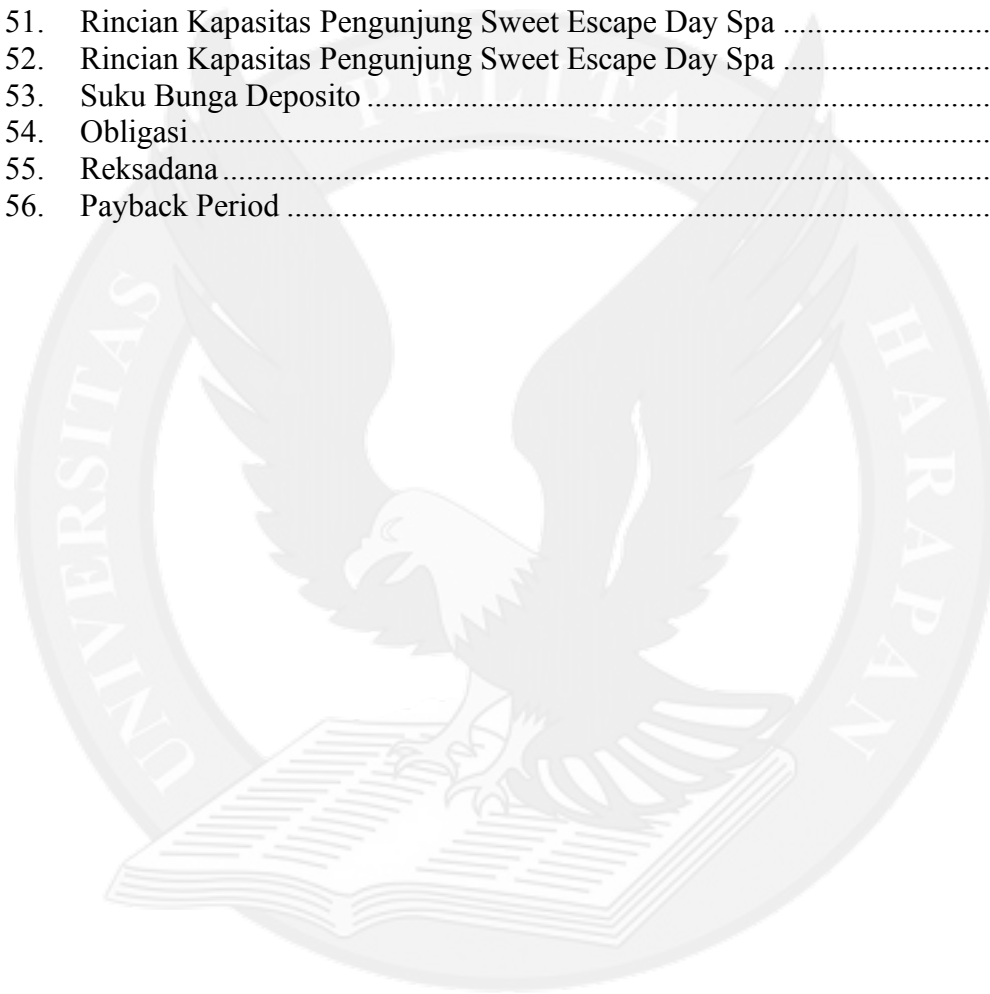 51. Rincian Kapasitas Pengunjung Sweet Escape Day Spa ......................
52. Rincian Kapasitas Pengunjung Sweet Escape Day Spa ......................
53. Suku Bunga Deposito ....................................................................
54. Obligasi..........................................................................................
55. Reksadana ......................................................................................
56. Payback Period ..............................................................................
UNIVERSITAS PELITA HARAPAN